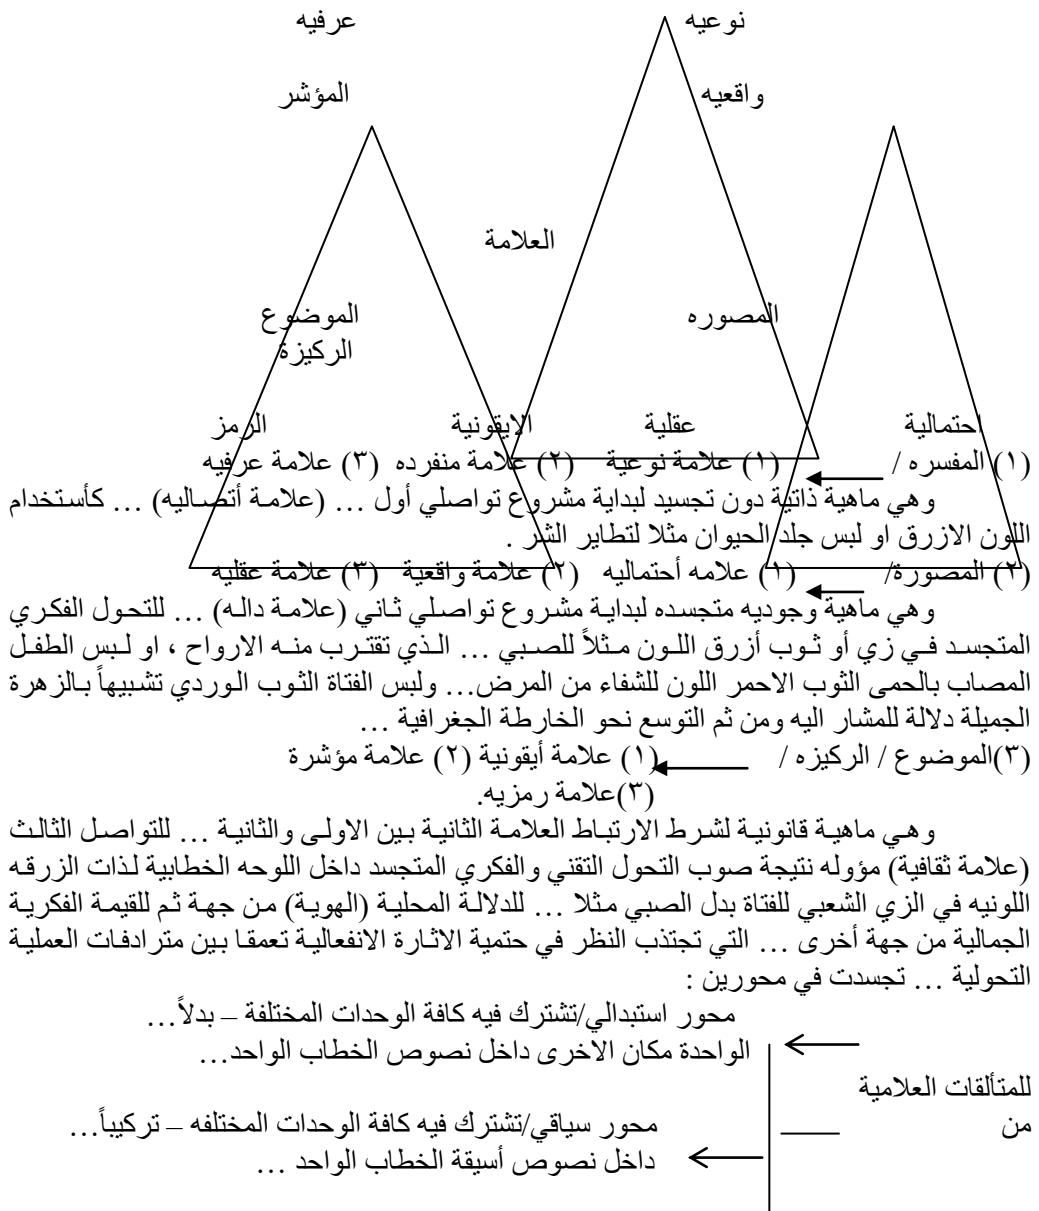 نوعيه عرفيه
واقعيه المؤشر
العلامة
المصوره الموضوع
الركيزة
احتمالية عقلية الايقونية الرمز
(١) المفسره / (١) علامة نوعية (٢) علامة منفرده (٣) علامة عرفيه
وهي ماهية ذاتية دون تجسيد لبداية مشروع تواصلي أول ... (علامة أتصاليه) ... كأستخدام
اللون الازرق او لبس جلد الحيوان مثلا لتطاير الشر .
(٢) المصورة/ (١) علامه أحتماليه (٢) علامة واقعية (٣) علامة عقليه
وهي ماهية وجوديه متجسده لبداية مشروع تواصلي ثاني (علامة داله) ... للتحول الفكري
المتجسد في زي أو ثوب أزرق اللون مثلاً للصبي ... الذي تقترب منه الارواح ، او لبس الطفل
المصاب بالحمى الثوب الاحمر اللون للشفاء من المرض... ولبس الفتاة الثوب الوردي تشبيهاً بالزهرة
الجميلة دلالة للمشار اليه ومن ثم التوسع نحو الخارطة الجغرافية ...
(٣)الموضوع / الركيزه / (١) علامة أيقونية (٢) علامة مؤشرة
(٣)علامة رمزيه.
وهي ماهية قانونية لشرط الارتباط العلامة الثانية بين الاولى والثانية ... للتواصل الثالث
(علامة ثقافية) مؤوله نتيجة صوب التحول التقني والفكري المتجسد داخل اللوحه الخطابية لذات الزرقه
اللونيه في الزي الشعبي للفتاة بدل الصبي مثلا ... للدلالة المحلية (الهوية) من جهة ثم للقيمة الفكرية
الجمالية من جهة أخرى ... التي تجتذب النظر في حتمية الاثارة الانفعالية تعمقا بين مترادفات العملية
التحولية ... تجسدت في محورين :
محور استبدالي/تشترك فيه كافة الوحدات المختلفة – بدلاً...
الواحدة مكان الاخرى داخل نصوص الخطاب الواحد...
للمتألقات العلامية
من محور سياقي/تشترك فيه كافة الوحدات المختلفه – تركيباً...
داخل نصوص أسيقة الخطاب الواحد ...